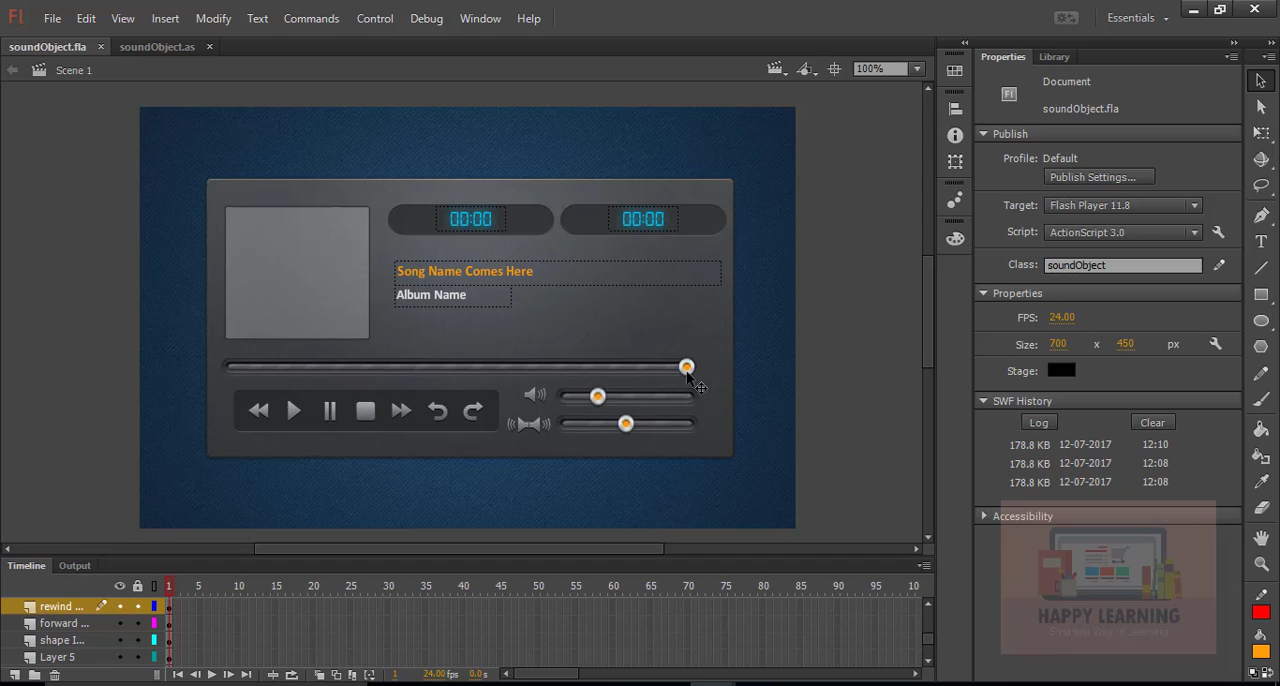 Fl File Edit View Insert Modify Text Commands Control Debug Window Help Essentials
soundObject.fla × soundObject.as ×
Scene 1 100%
Properties Library
Document
Fl soundObject.fla
Publish
Profile: Default
Publish Settings...
Target: Flash Player 11.8
Script: ActionScript 3.0
Class: soundObject
Properties
FPS: 24.00
Size: 700 x 450 px
Stage:
SWF History
Log Clear
178.8 KB 12-07-2017 12:10
178.8 KB 12-07-2017 12:08
178.8 KB 12-07-2017 12:08
Accessibility
HAPPY LEARNING
00:00 00:00
Song Name Comes Here
Album Name
Timeline Output
1 5 10 15 20 25 30 35 40 45 50 55 60 65 70 75 80 85 90 95 10
rewind ...
forward ...
shape I...
Layer 5
1 24.00 fps 0.0 s